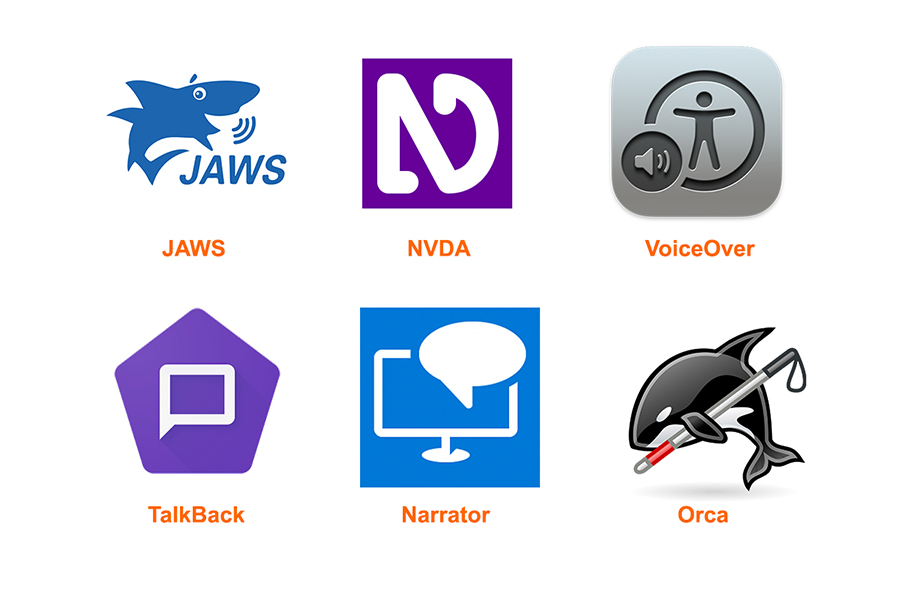 JAWS
JAWS
NVDA
VoiceOver
TalkBack
Narrator
Orca